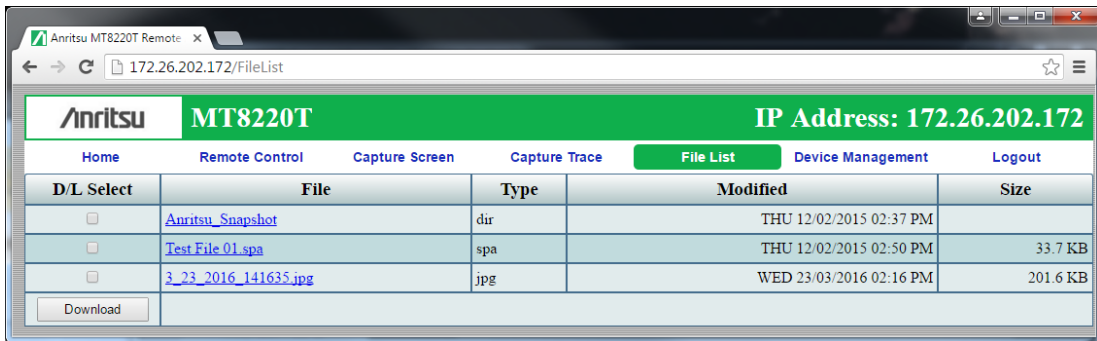 Anritsu MT8220T Remote
172.26.202.172/FileList
Anritsu MT8220T IP Address: 172.26.202.172
Home Remote Control Capture Screen Capture Trace File List Device Management Logout
D/L Select File Type Modified Size
Anritsu_Snapshot dir THU 12/02/2015 02:37 PM
Test File 01.spa spa THU 12/02/2015 02:50 PM 33.7 KB
3_23_2016_141635.jpg jpg WED 23/03/2016 02:16 PM 201.6 KB
Download